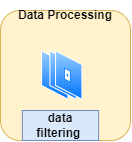 Data Processing
data
filtering